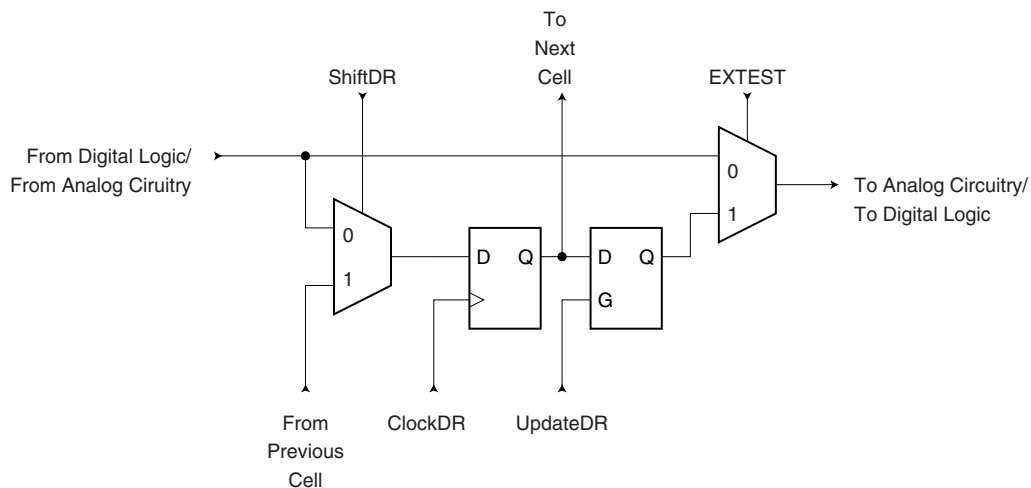 To
Next
Cell
ShiftDR
EXTEST
From Digital Logic/
From Analog Ciruitry
0
To Analog Circuitry/
To Digital Logic
1
0
D Q
D Q
1
G
From
Previous
Cell
ClockDR
UpdateDR